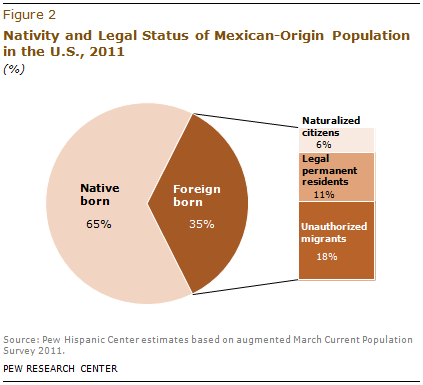 Figure 2
Nativity and Legal Status of Mexican-Origin Population
in the U.S., 2011
(%)
Native
born
65%
Foreign
born
35%
Naturalized
citizens
6%
Legal
permanent
residents
11%
Unauthorized
migrants
18%
Source: Pew Hispanic Center estimates based on augmented March Current Population
Survey 2011.
PEW RESEARCH CENTER